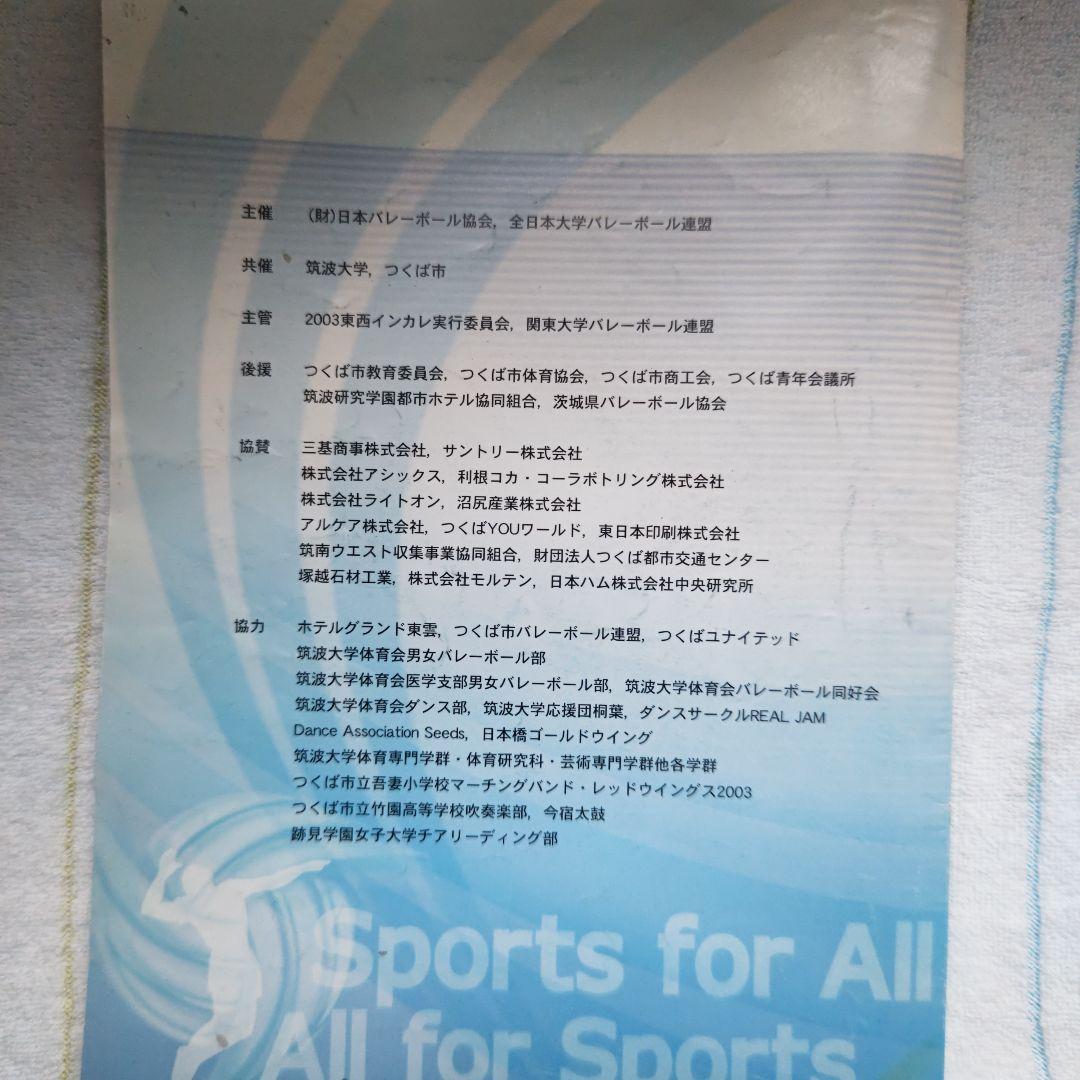 主催 (財)日本バレーボール協会, 全日本大学バレーボール連盟
共催 筑波大学, つくば市
主管 2003東西インカレ実行委員会, 関東大学バレーボール連盟
後援 つくば市教育委員会, つくば市体育協会, つくば市商工会, つくば青年会議所
筑波研究学園都市ホテル協同組合, 茨城県バレーボール協会
協賛 三基商事株式会社, サントリー株式会社
株式会社アシックス, 利根コカ・コーラボトリング株式会社
株式会社ライトオン, 沼尻産業株式会社
アルケア株式会社, つくばYOUワールド, 東日本印刷株式会社
筑南ウエスト収集事業協同組合, 財団法人つくば都市交通センター
塚越石材工業, 株式会社モルテン, 日本ハム株式会社中央研究所
協力 ホテルグランド東雲, つくば市バレーボール連盟, つくばユナイテッド
筑波大学体育会男女バレーボール部
筑波大学体育会医学支部男女バレーボール部, 筑波大学体育会バレーボール同好会
筑波大学体育会ダンス部, 筑波大学応援団桐葉, ダンスサークルREAL JAM
Dance Association Seeds, 日本橋ゴールドウイング
筑波大学体育専門学群・体育研究科・芸術専門学群他各学群
つくば市立吾妻小学校マーチングバンド・レッドウイングス2003
つくば市立竹園高等学校吹奏楽部, 今宿太鼓
跡見学園女子大学チアリーディング部
Sports for All
All for Sports